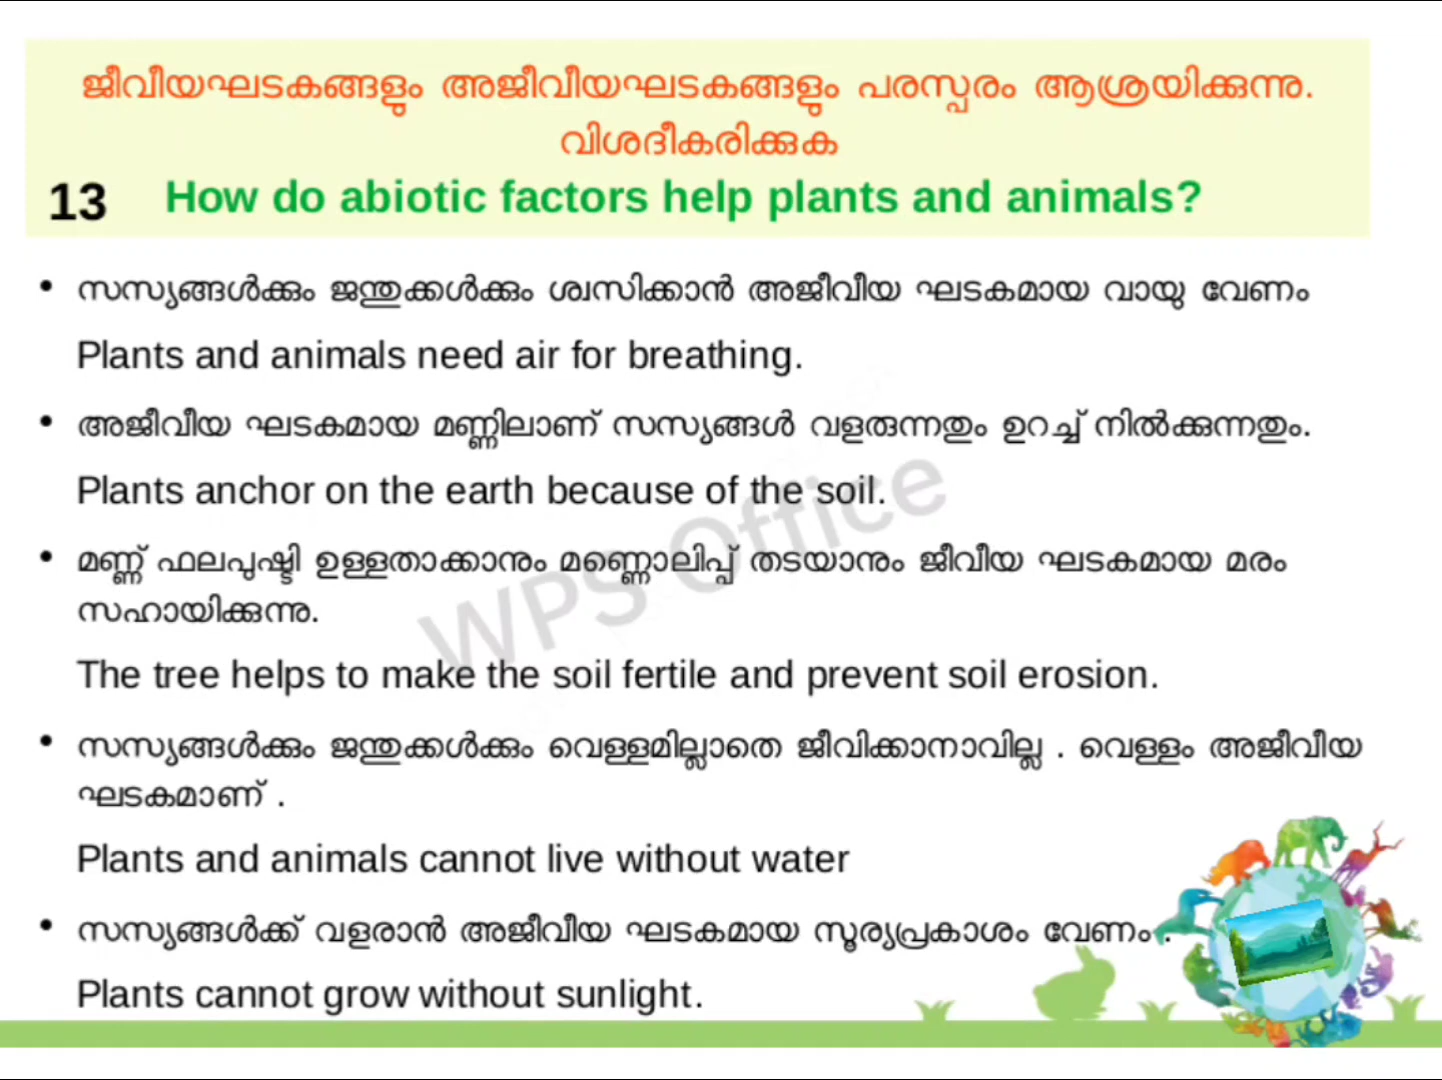 ജീവീയഘടകങ്ങളും അജീവീയഘടകങ്ങളും പരസ്പരം ആശ്രയിക്കുന്നു.
വിശദീകരിക്കുക
13 How do abiotic factors help plants and animals?
• സസ്യങ്ങൾക്കും ജന്തുക്കൾക്കും ശ്വസിക്കാൻ അജീവീയ ഘടകമായ വായു വേണം
Plants and animals need air for breathing.
• അജീവീയ ഘടകമായ മണ്ണിലാണ് സസ്യങ്ങൾ വളരുന്നതും ഉറച്ച് നിൽക്കുന്നതും.
Plants anchor on the earth because of the soil.
• മണ്ണ് ഫലപുഷ്ടി ഉള്ളതാക്കാനും മണ്ണൊലിപ്പ് തടയാനും ജീവീയ ഘടകമായ മരം
സഹായിക്കുന്നു.
The tree helps to make the soil fertile and prevent soil erosion.
• സസ്യങ്ങൾക്കും ജന്തുക്കൾക്കും വെള്ളമില്ലാതെ ജീവിക്കാനാവില്ല . വെള്ളം അജീവീയ
ഘടകമാണ് .
Plants and animals cannot live without water
• സസ്യങ്ങൾക്ക് വളരാൻ അജീവീയ ഘടകമായ സൂര്യപ്രകാശം വേണം .
Plants cannot grow without sunlight.
WPS Office